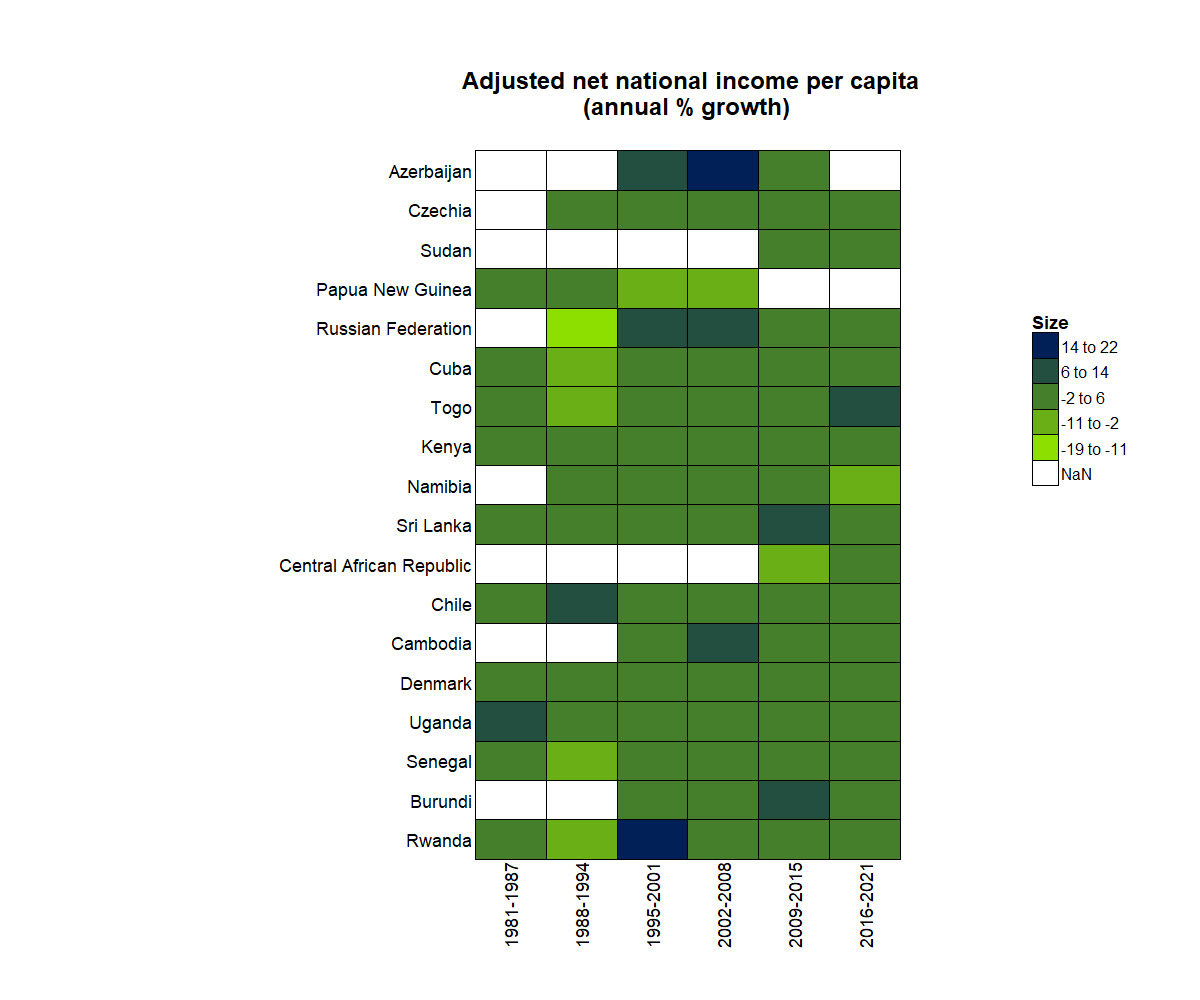 Adjusted net national income per capita
(annual % growth)
Azerbaijan
Czechia
Sudan
Papua New Guinea
Russian Federation
Cuba
Togo
Kenya
Namibia
Sri Lanka
Central African Republic
Chile
Cambodia
Denmark
Uganda
Senegal
Burundi
Rwanda
1981-1987
1988-1994
1995-2001
2002-2008
2009-2015
2016-2021
Size
14 to 22
6 to 14
-2 to 6
-11 to -2
-19 to -11
NaN